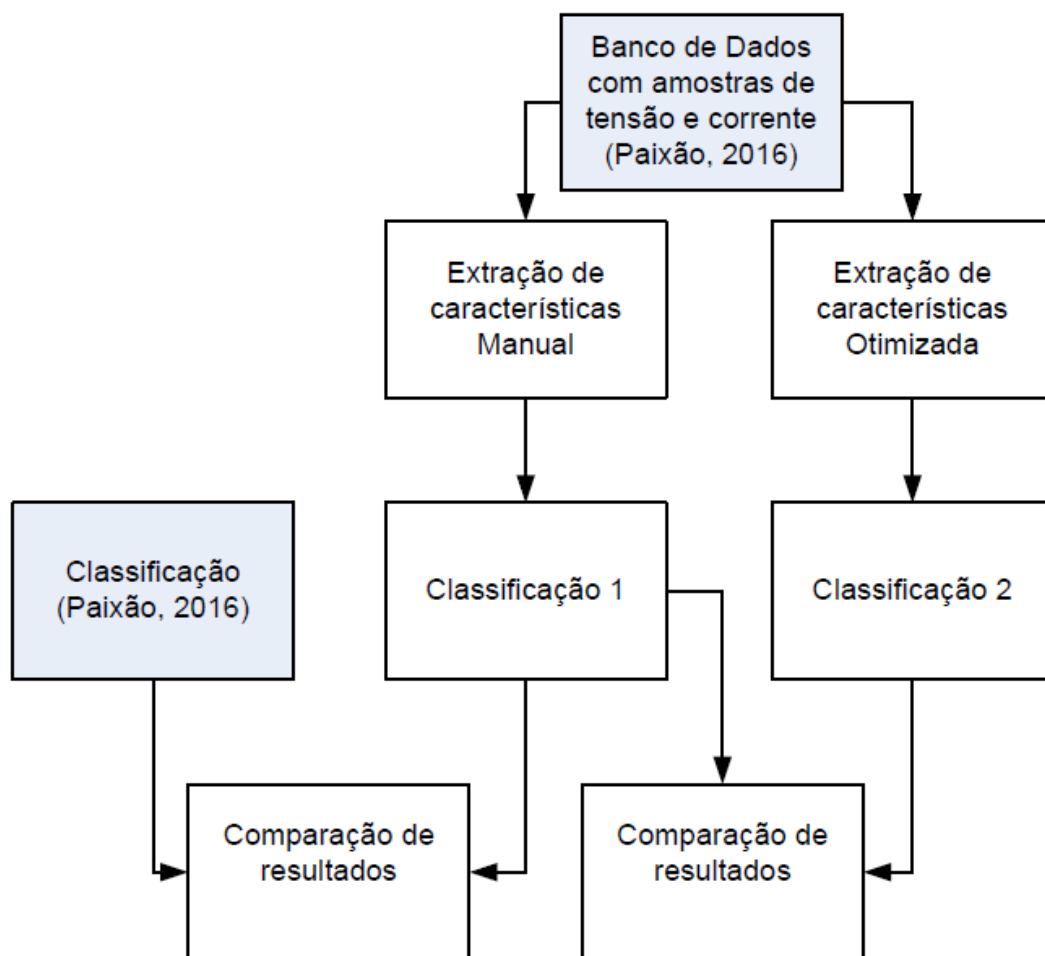 Banco de Dados
com amostras de
tensão e corrente
(Paixão, 2016)
Extração de
características
Manual
Extração de
características
Otimizada
Classificação
(Paixão, 2016)
Classificação 1
Classificação 2
Comparação de
resultados
Comparação de
resultados